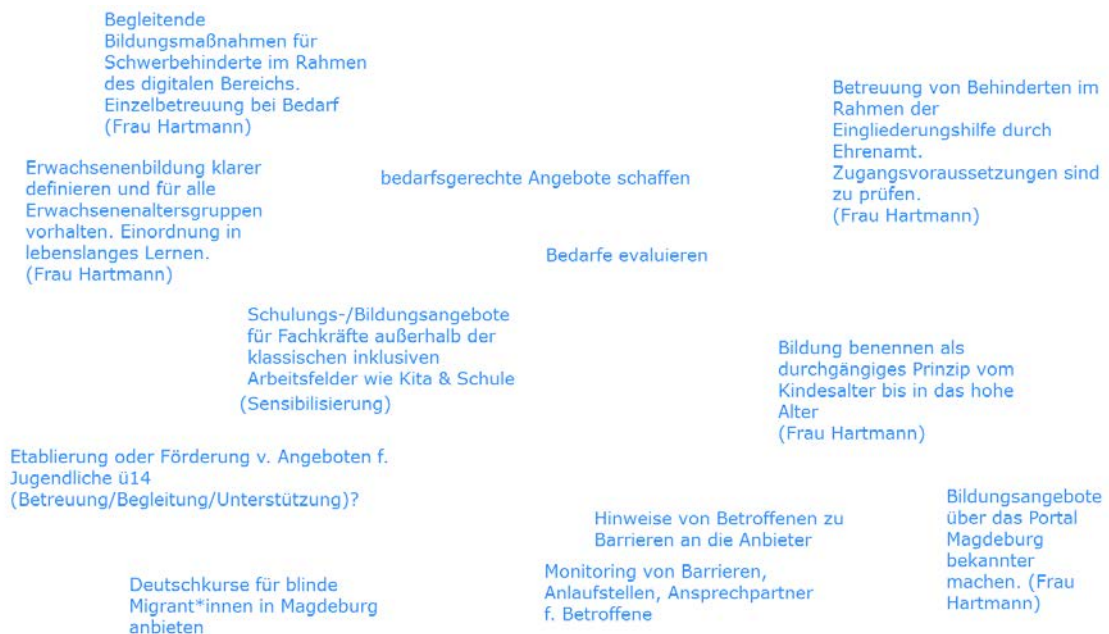 Begleitende
Bildungsmaßnahmen für
Schwerbehinderte im Rahmen
des digitalen Bereichs.
Einzelbetreuung bei Bedarf
(Frau Hartmann)
Betreuung von Behinderten im
Rahmen der
Eingliederungshilfe durch
Ehrenamt.
Zugangsvoraussetzungen sind
zu prüfen.
(Frau Hartmann)
Erwachsenenbildung klarer
definieren und für alle
Erwachsenenaltersgruppen
vorhalten. Einordnung in
lebenslanges Lernen.
(Frau Hartmann)
bedarfsgerechte Angebote schaffen
Bedarfe evaluieren
Schulungs-/Bildungsangebote
für Fachkräfte außerhalb der
klassischen inklusiven
Arbeitsfelder wie Kita & Schule
(Sensibilisierung)
Bildung benennen als
durchgängiges Prinzip vom
Kindesalter bis in das hohe
Alter
(Frau Hartmann)
Etablierung oder Förderung v. Angeboten f.
Jugendliche ü14
(Betreuung/Begleitung/Unterstützung)?
Hinweise von Betroffenen zu
Barrieren an die Anbieter
Bildungsangebote
über das Portal
Magdeburg
bekannter
machen. (Frau
Hartmann)
Deutschkurse für blinde
Migrant*innen in Magdeburg
anbieten
Monitoring von Barrieren,
Anlaufstellen, Ansprechpartner
f. Betroffene